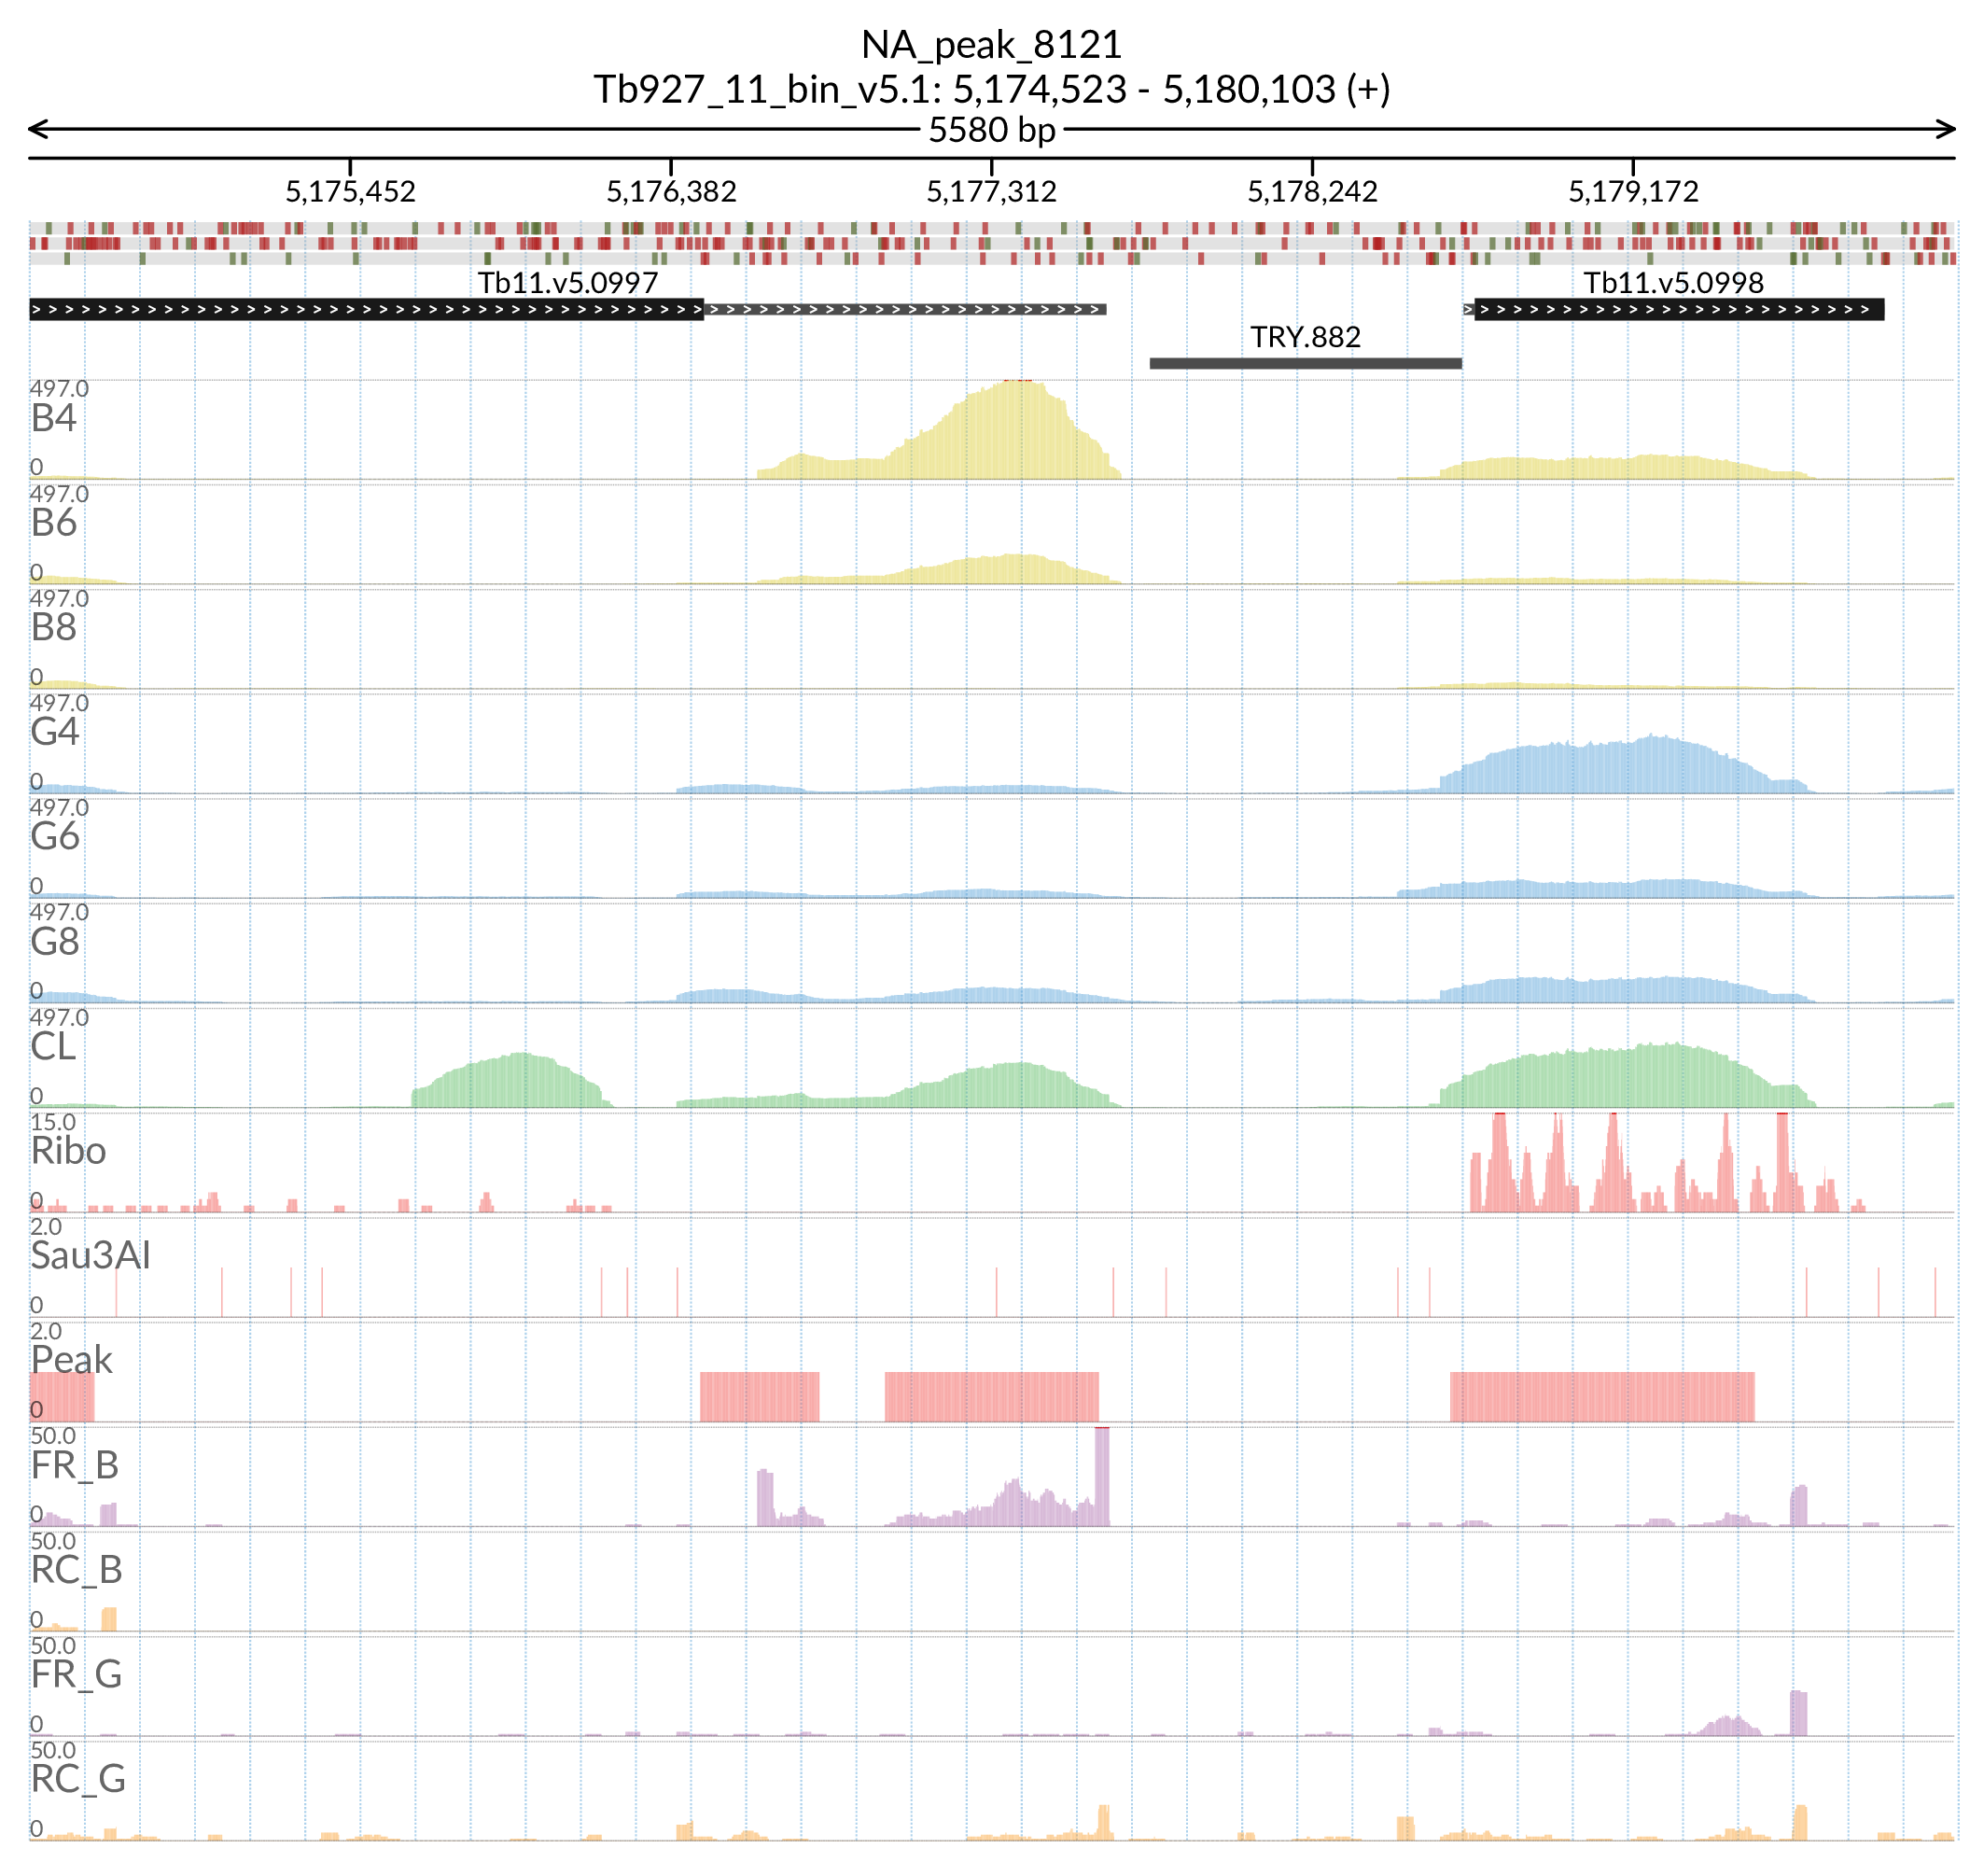 NA_peak_8121
Tb927_11_bin_v5.1: 5,174,523 - 5,180,103 (+)
5580 bp
5,175,452 5,176,382 5,177,312 5,178,242 5,179,172
Tb11.v5.0997 Tb11.v5.0998
TRY.882
497.0
B4
0
497.0
B6
0
497.0
B8
0
497.0
G4
0
497.0
G6
0
497.0
G8
0
497.0
CL
0
15.0
Ribo
0
2.0
Sau3AI
0
2.0
Peak
0
50.0
FR_B
0
50.0
RC_B
0
50.0
FR_G
0
50.0
RC_G
0